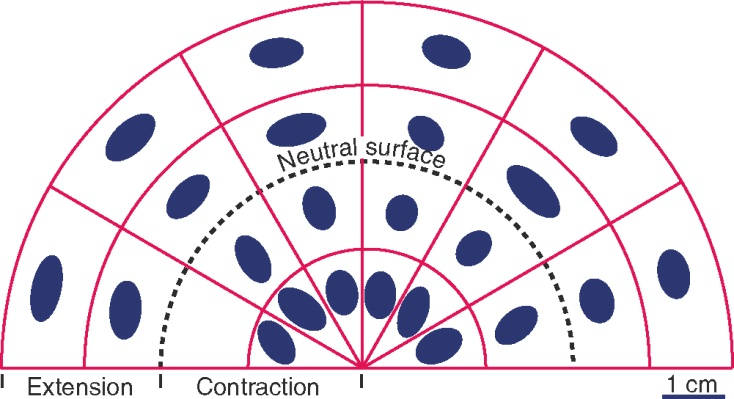 Neutral surface
Extension
Contraction
1 cm